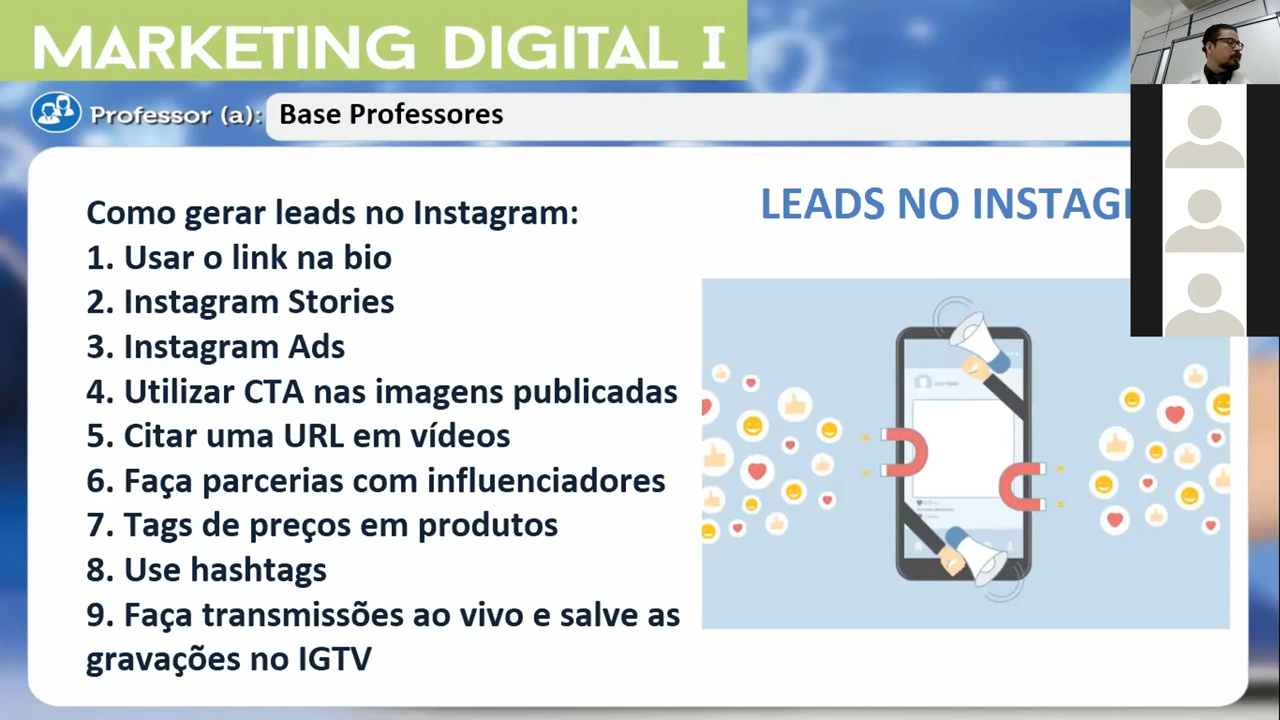 MARKETING DIGITAL I
Professor (a): Base Professores
LEADS NO
Como gerar leads no Instagram:
1. Usar o link na bio
2. Instagram Stories
3. Instagram Ads
4. Utilizar CTA nas imagens publicadas
5. Citar uma URL em vídeos
6. Faça parcerias com influenciadores
7. Tags de preços em produtos
8. Use hashtags
9. Faça transmissões ao vivo e salve as
gravações no IGTV